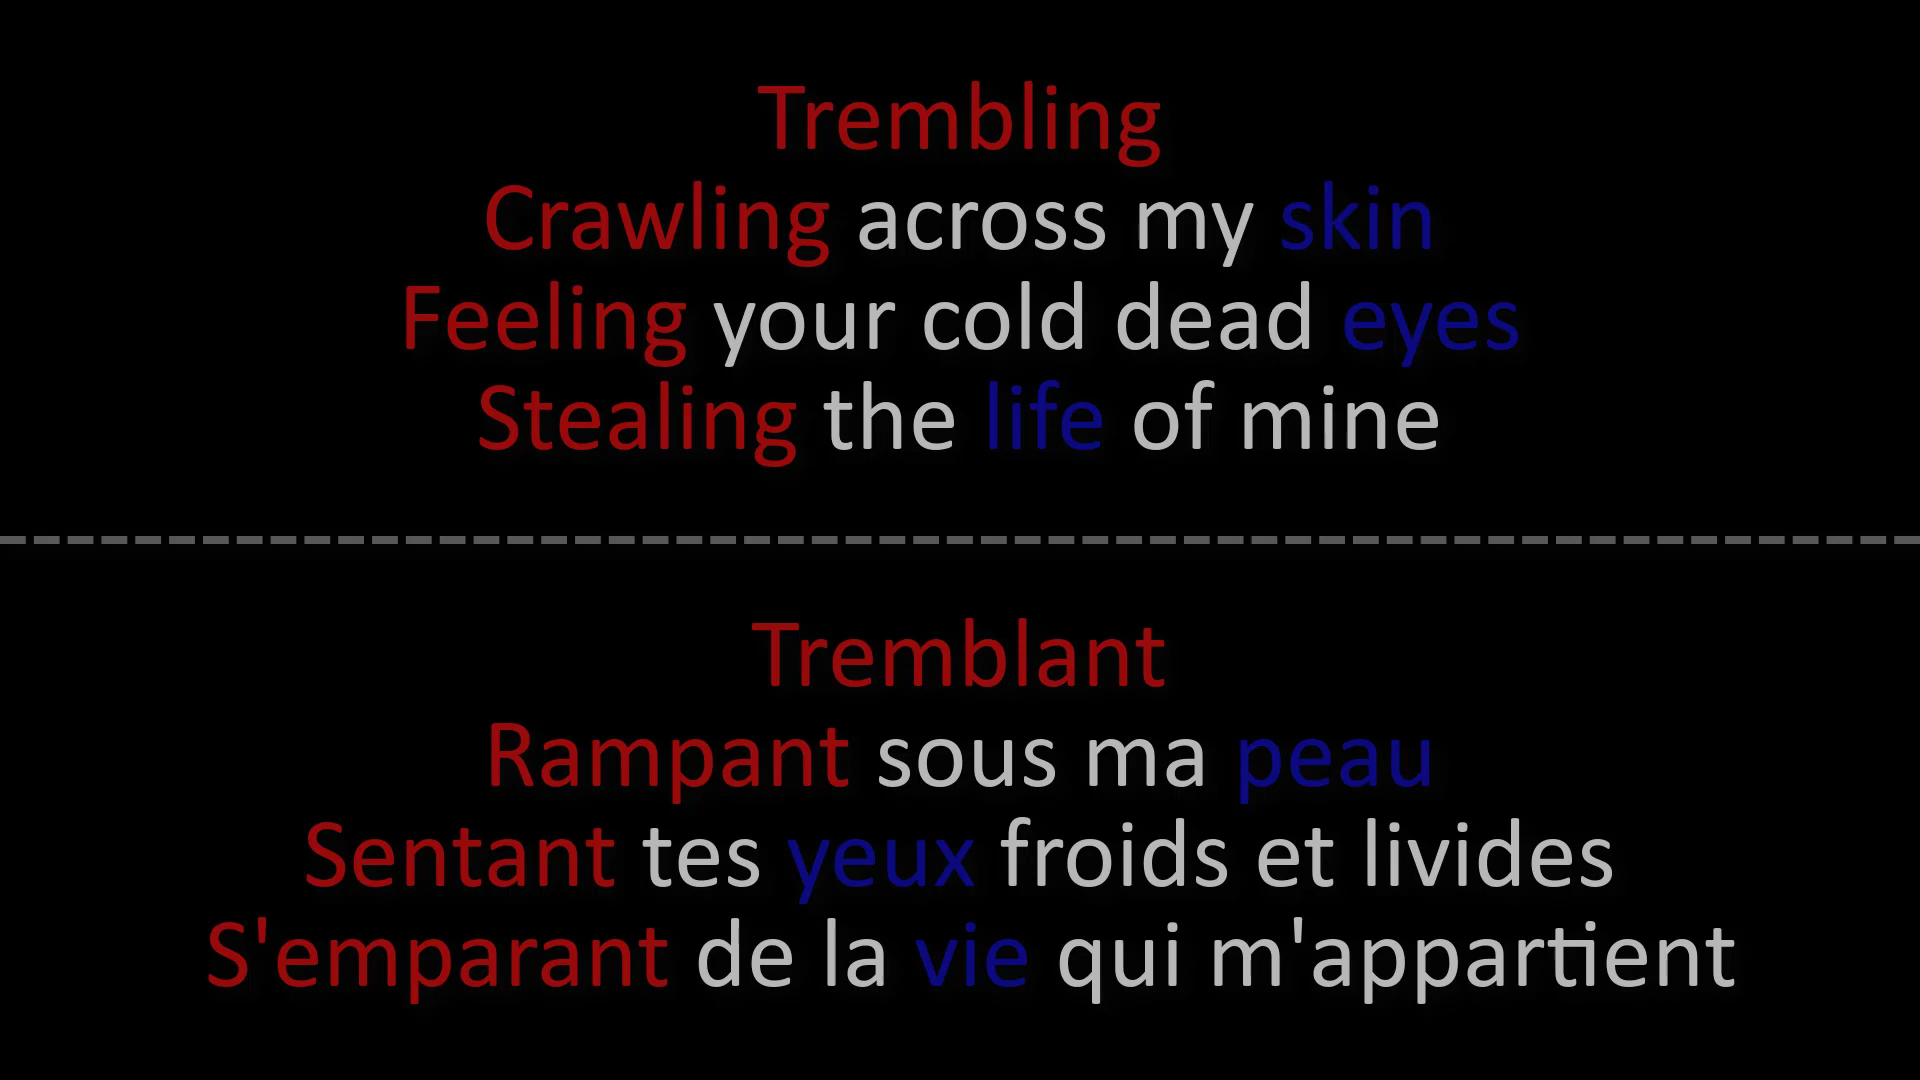 Trembling
Crawling across my skin
Feeling your cold dead eyes
Stealing the life of mine
Tremblant
Rampant sous ma peau
Sentant tes yeux froids et livides
S'emparant de la vie qui m'appartient